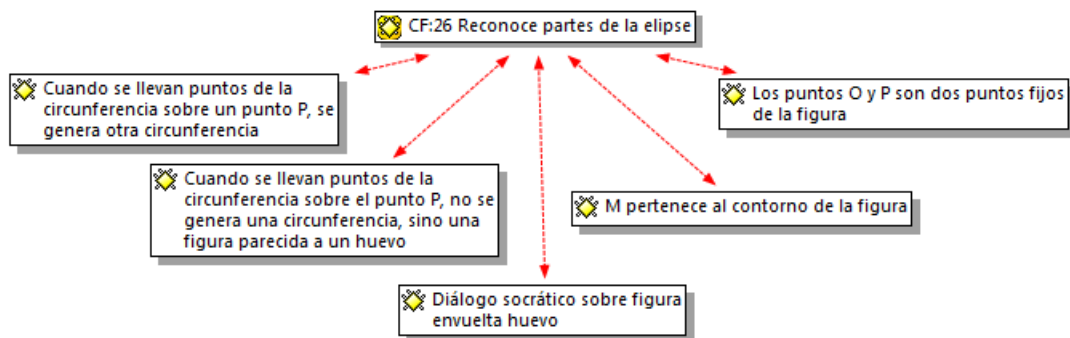 CF:26 Reconoce partes de la elipse
Cuando se llevan puntos de la
circunferencia sobre un punto P, se
genera otra circunferencia
Los puntos O y P son dos puntos fijos
de la figura
Cuando se llevan puntos de la
circunferencia sobre el punto P, no se
genera una circunferencia, sino una
figura parecida a un huevo
M pertenece al contorno de la figura
Diálogo socrático sobre figura
envuelta huevo